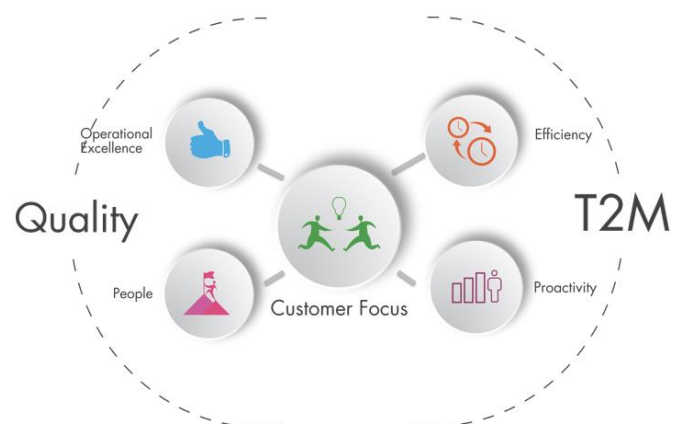 Operational
Excellence
Efficiency
Quality
T2M
People
Customer Focus
Proactivity